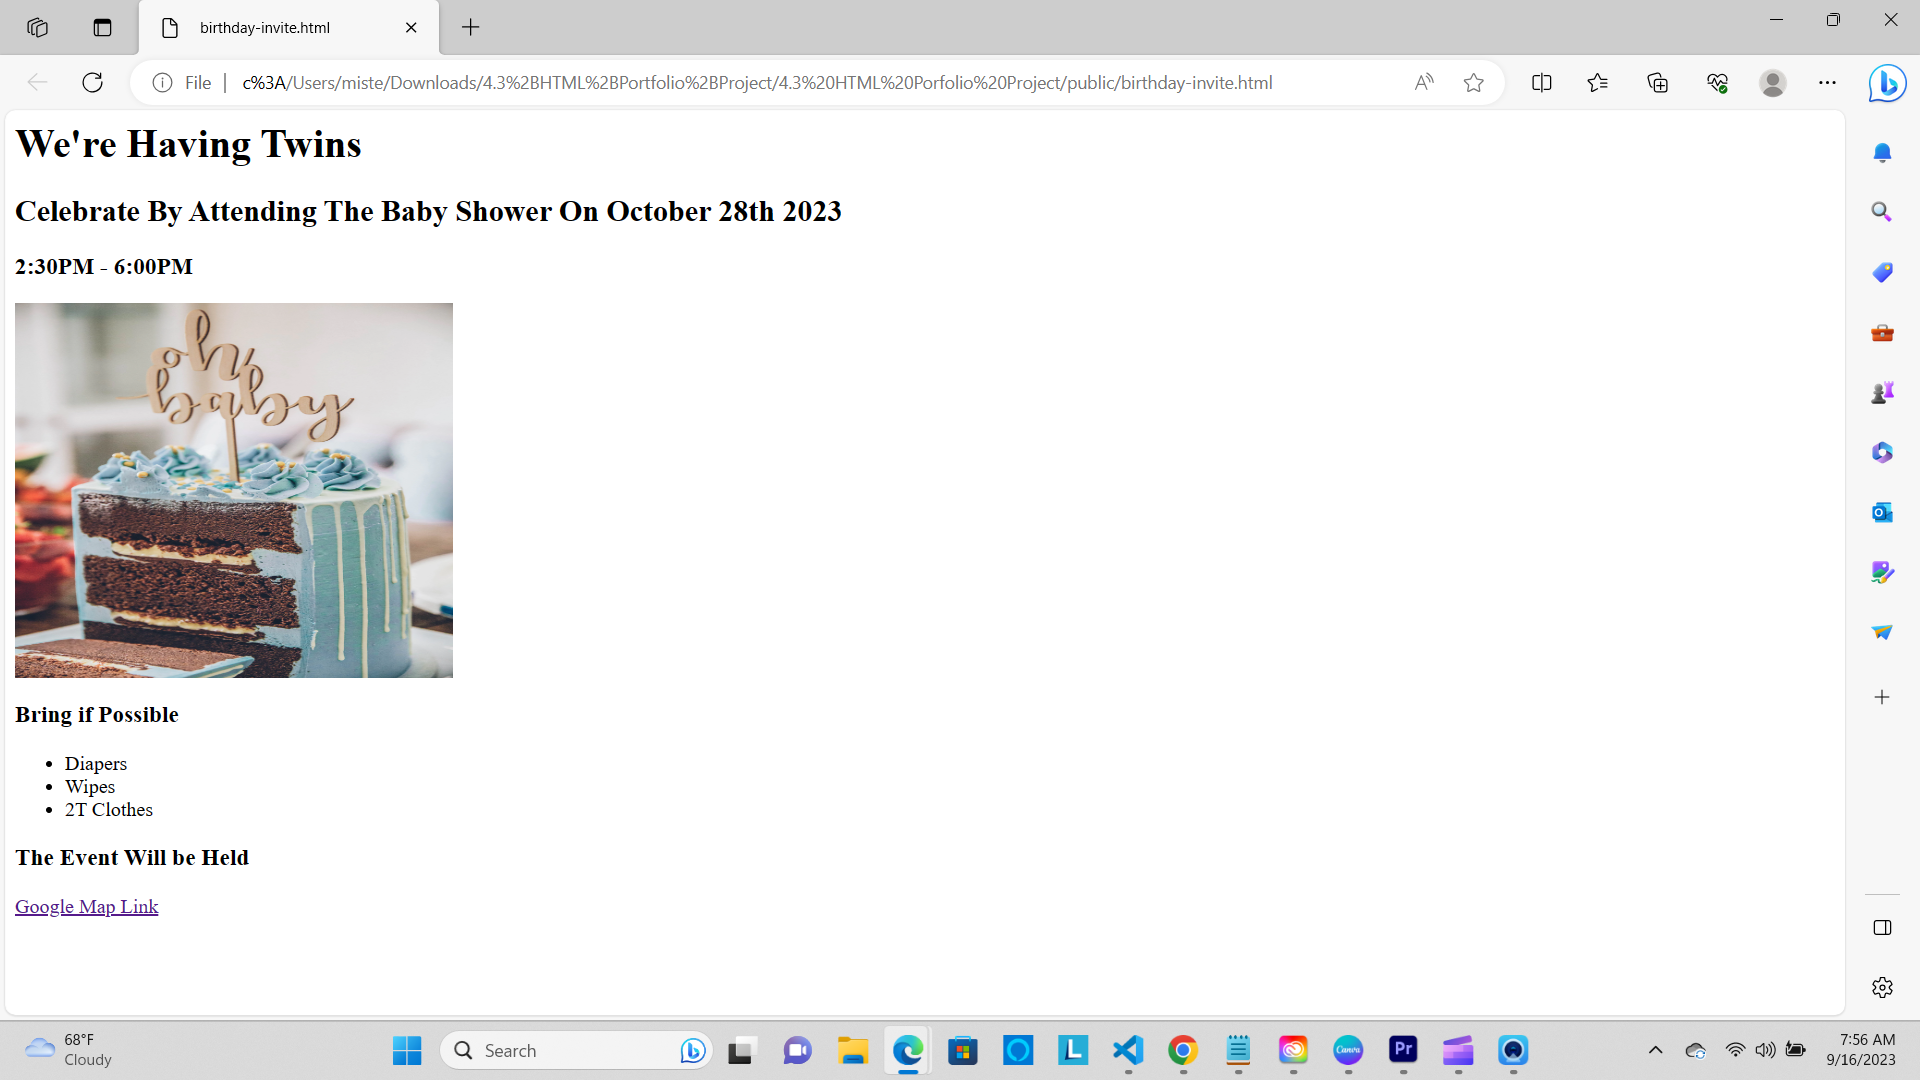 birthday-invite.html
File
c%3A/Users/miste/Downloads/4.3%2BHTML%2BPortfolio%2BProject/4.3%20HTML%20Porfolio%20Project/public/birthday-invite.html
We're Having Twins
Celebrate By Attending The Baby Shower On October 28th 2023
2:30PM - 6:00PM
oh
baby
Bring if Possible
Diapers
Wipes
2T Clothes
The Event Will be Held
Google Map Link
68°F
Cloudy
Search
L
Canva
Pr
7:56 AM
9/16/2023